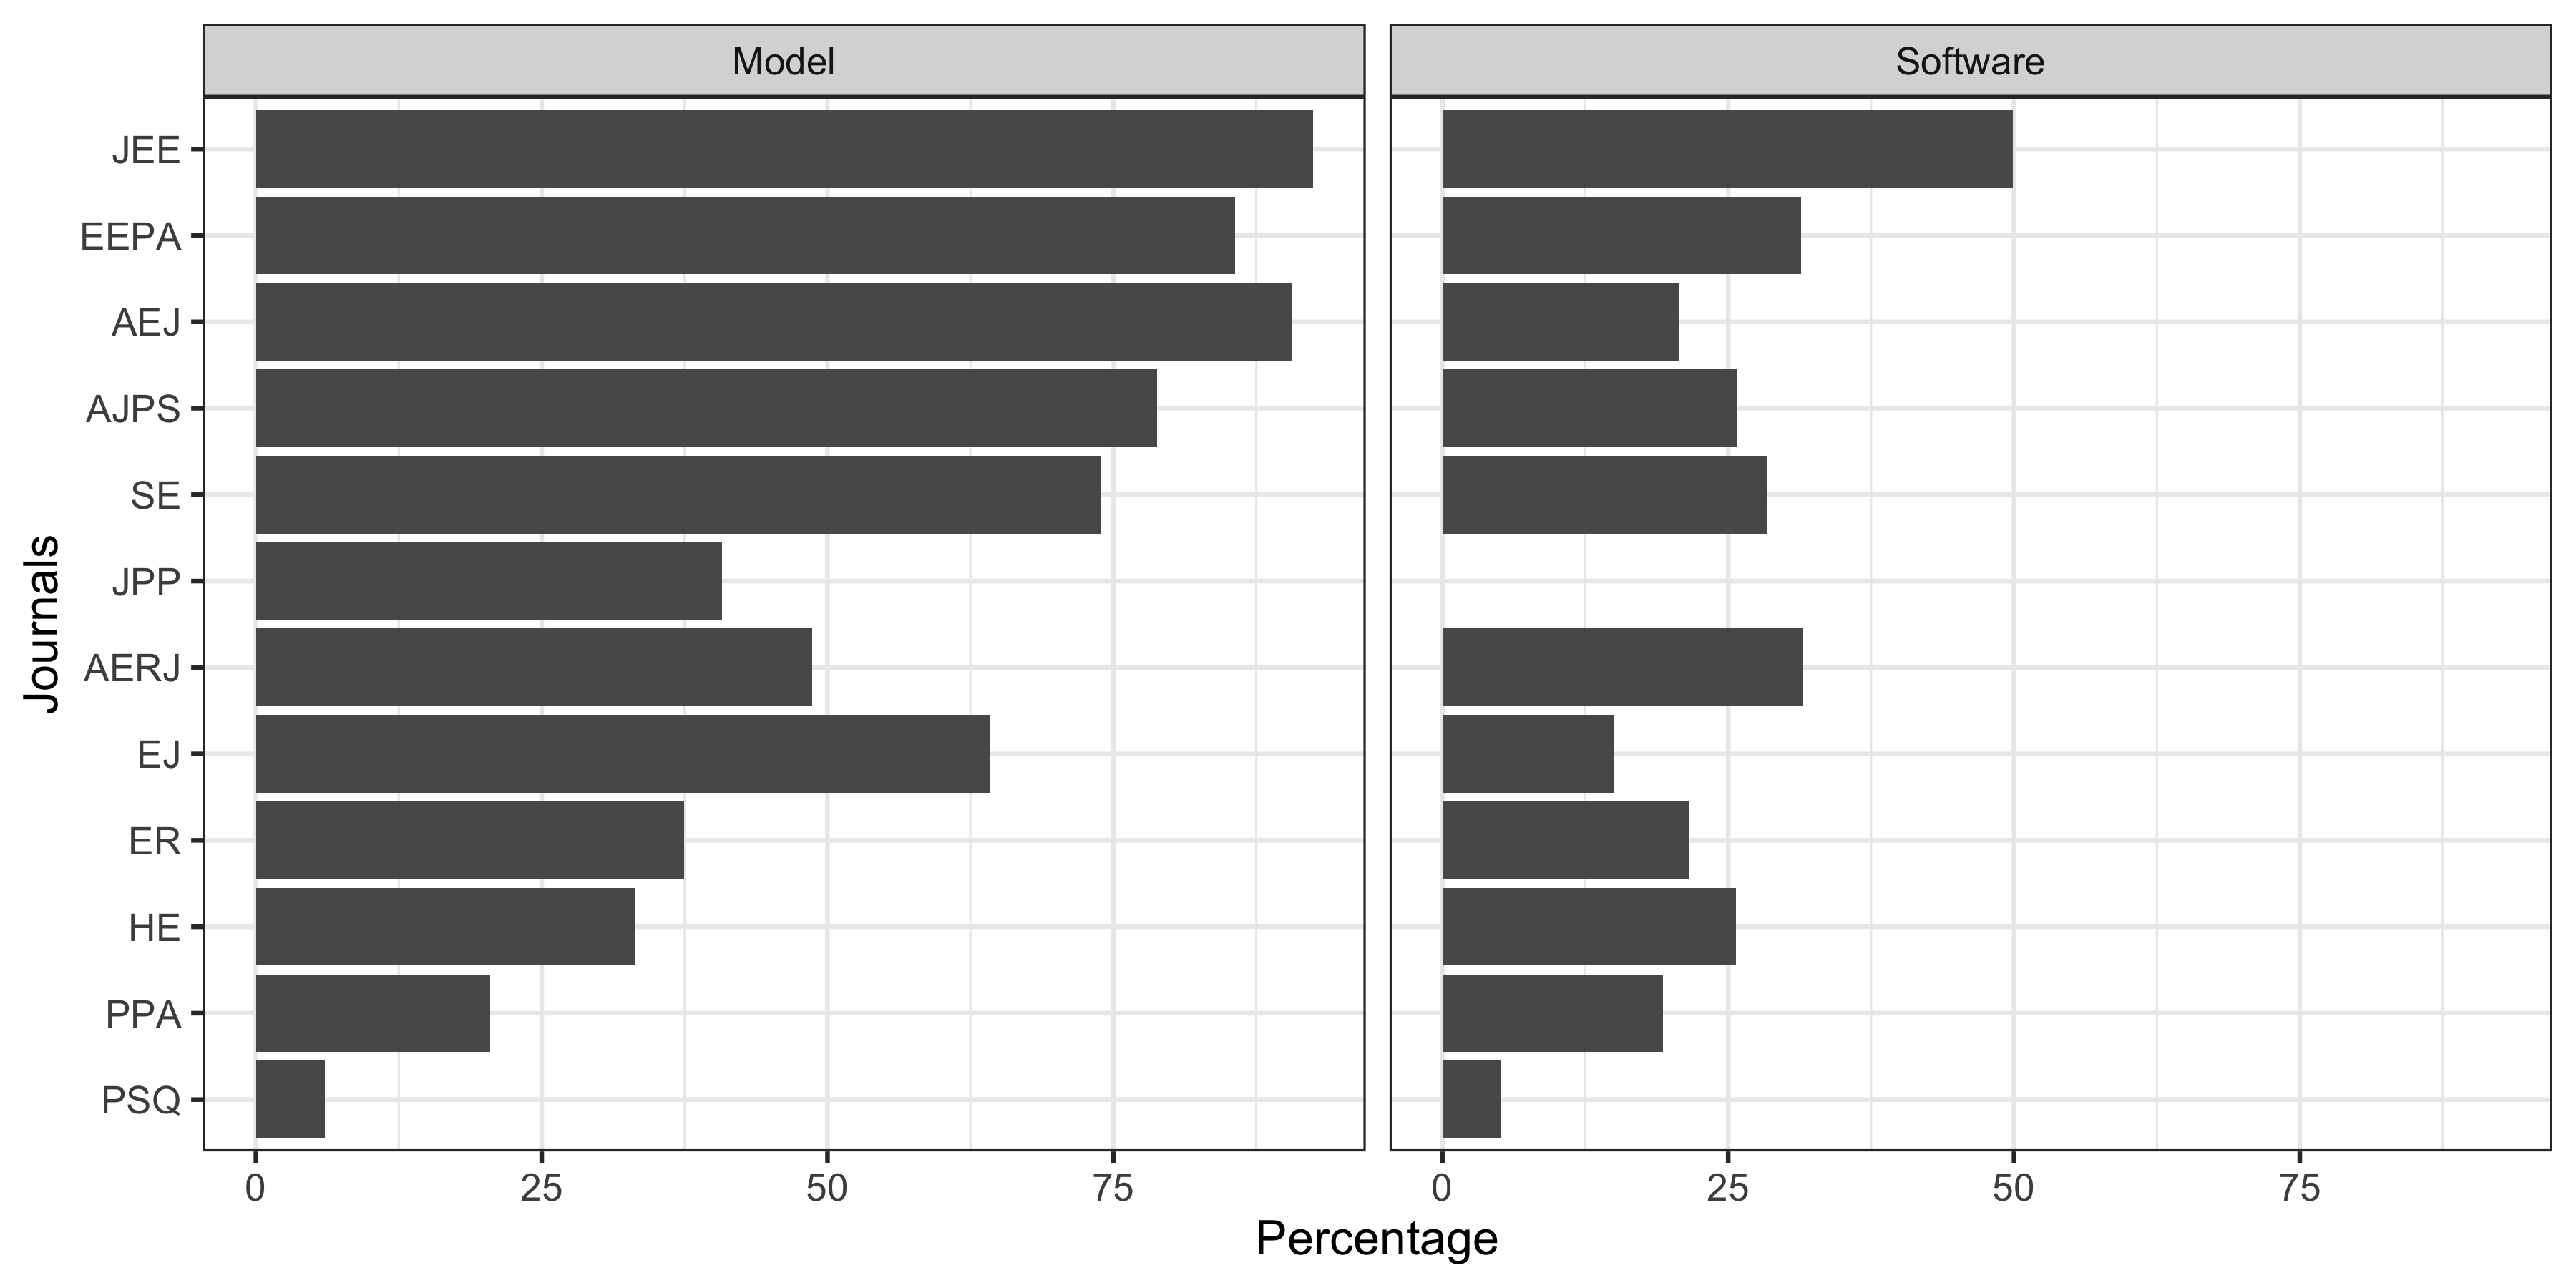 Model
Software
Journals
JEE
EEPA
AEJ
AJPS
SE
JPP
AERJ
EJ
ER
HE
PPA
PSQ
0 25 50 75
0 25 50 75
Percentage